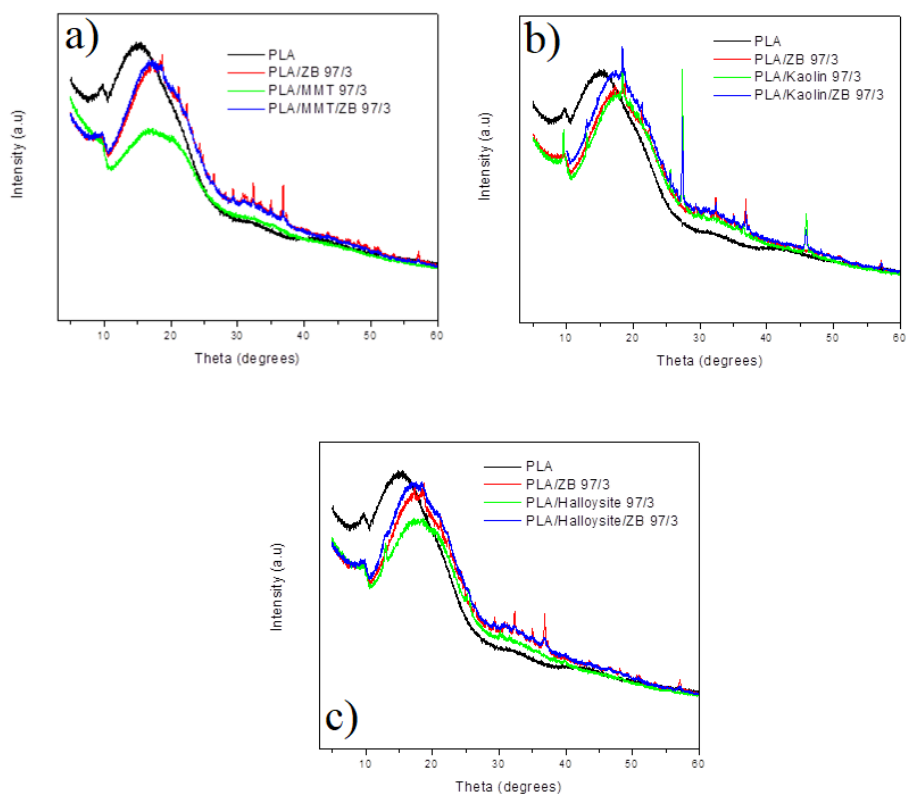 a)
PLA
PLA/ZB 97/3
PLA/MMT 97/3
PLA/MMT/ZB 97/3
Intensity (a.u)
10 20 30 40 50 60
Theta (degrees)
b)
PLA
PLA/ZB 97/3
PLA/Kaolin 97/3
PLA/Kaolin/ZB 97/3
Intensity (a.u)
10 20 30 40 50 60
Theta (degrees)
PLA
PLA/ZB 97/3
PLA/Halloysite 97/3
PLA/Halloysite/ZB 97/3
Intensity (a.u)
c)
10 20 30 40 50 60
Theta (degrees)